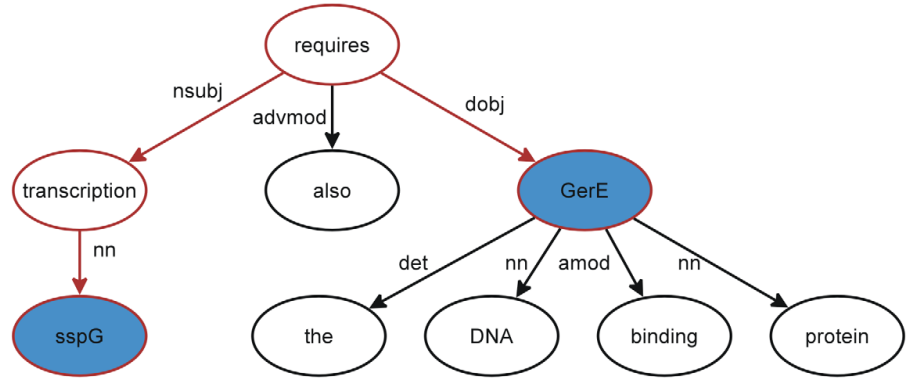 requires
nsubj
advmod
dobj
transcription
also
GerE
nn
det
nn
amod
nn
sspG
the
DNA
binding
protein